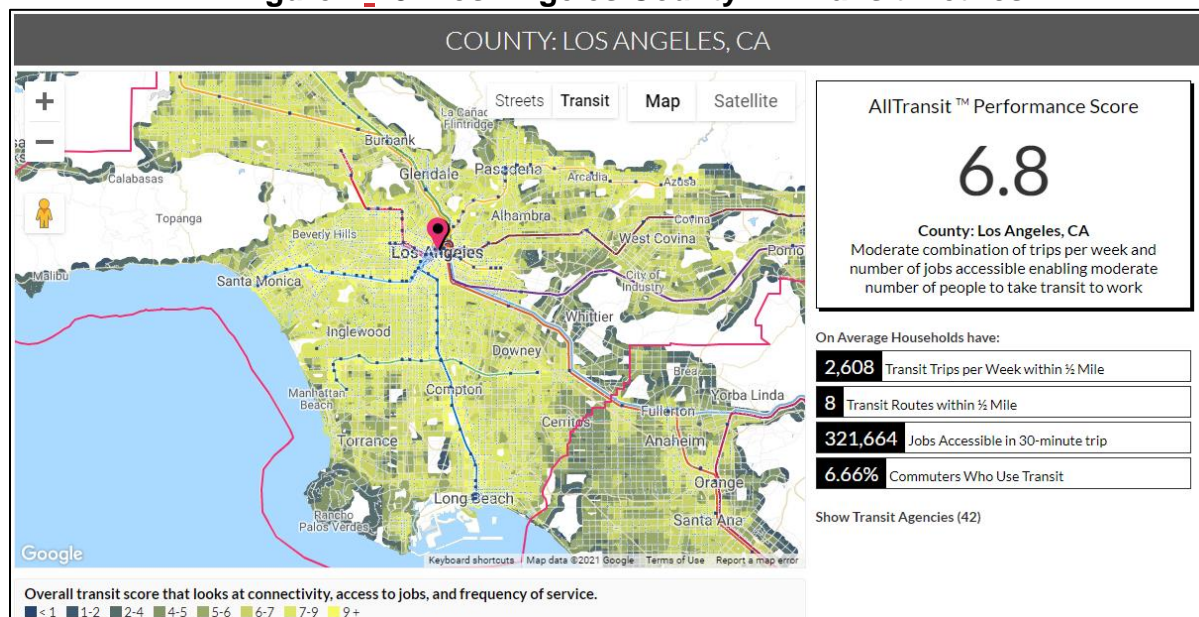 COUNTY: LOS ANGELES, CA
Streets Transit Map Satellite
La Cañac
Flintridge
Burbank
Glendale
Pasadena
Arcadia
Azusa
Calabasas
Topanga
Alhambra
Covina
Beverly Hills
West Covina
Los Angeles
Pomo
Malibu
Santa Monica
City of
Industry
Whittier
Inglewood
Downey
Brea
Manhattan
Beach
Compton
Yorba Linda
Cerritos
Fullerton
Torrance
Anaheim
Long Beach
Orange
Rancho
Palos Verdes
Santa Ana
Google
Keyboard shortcuts Map data ©2021 Google Terms of Use Report a map error
Overall transit score that looks at connectivity, access to jobs, and frequency of service.
< 1 1-2 2-4 4-5 5-6 6-7 7-9 9 +
AllTransit ™ Performance Score
6.8
County: Los Angeles, CA
Moderate combination of trips per week and
number of jobs accessible enabling moderate
number of people to take transit to work
On Average Households have:
2,608 Transit Trips per Week within ½ Mile
8 Transit Routes within ½ Mile
321,664 Jobs Accessible in 30-minute trip
6.66% Commuters Who Use Transit
Show Transit Agencies (42)